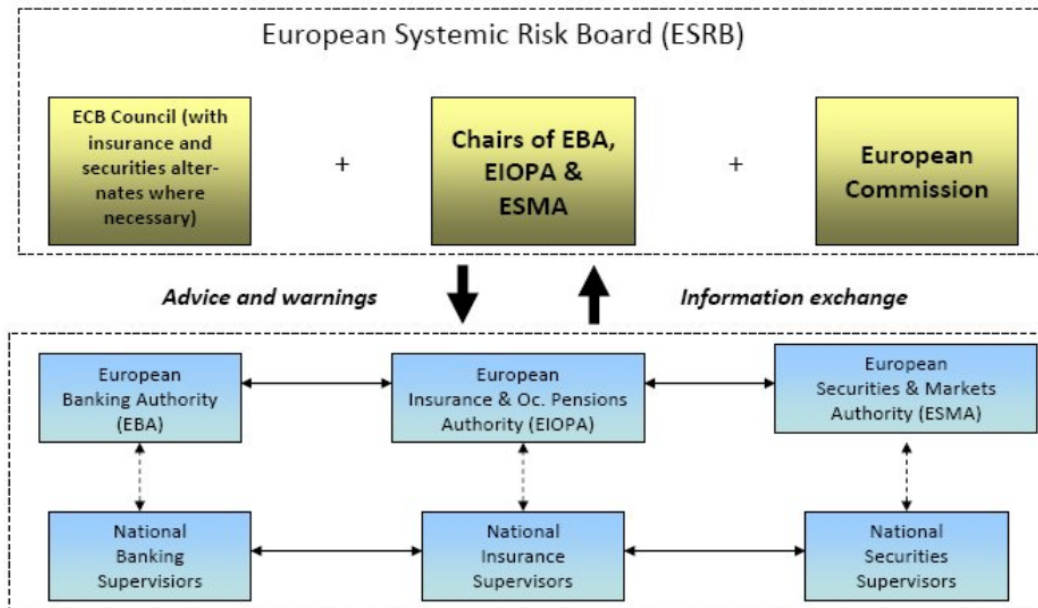 European Systemic Risk Board (ESRB)
ECB Council (with
insurance and
securities alter-
nates where
necessary)
+
Chairs of EBA,
EIOPA &
ESMA
+
European
Commission
Advice and warnings
Information exchange
European
Banking Authority
(EBA)
European
Insurance & Oc. Pensions
Authority (EIOPA)
European
Securities & Markets
Authority (ESMA)
National
Banking
Supervisiors
National
Insurance
Supervisors
National
Securities
Supervisors